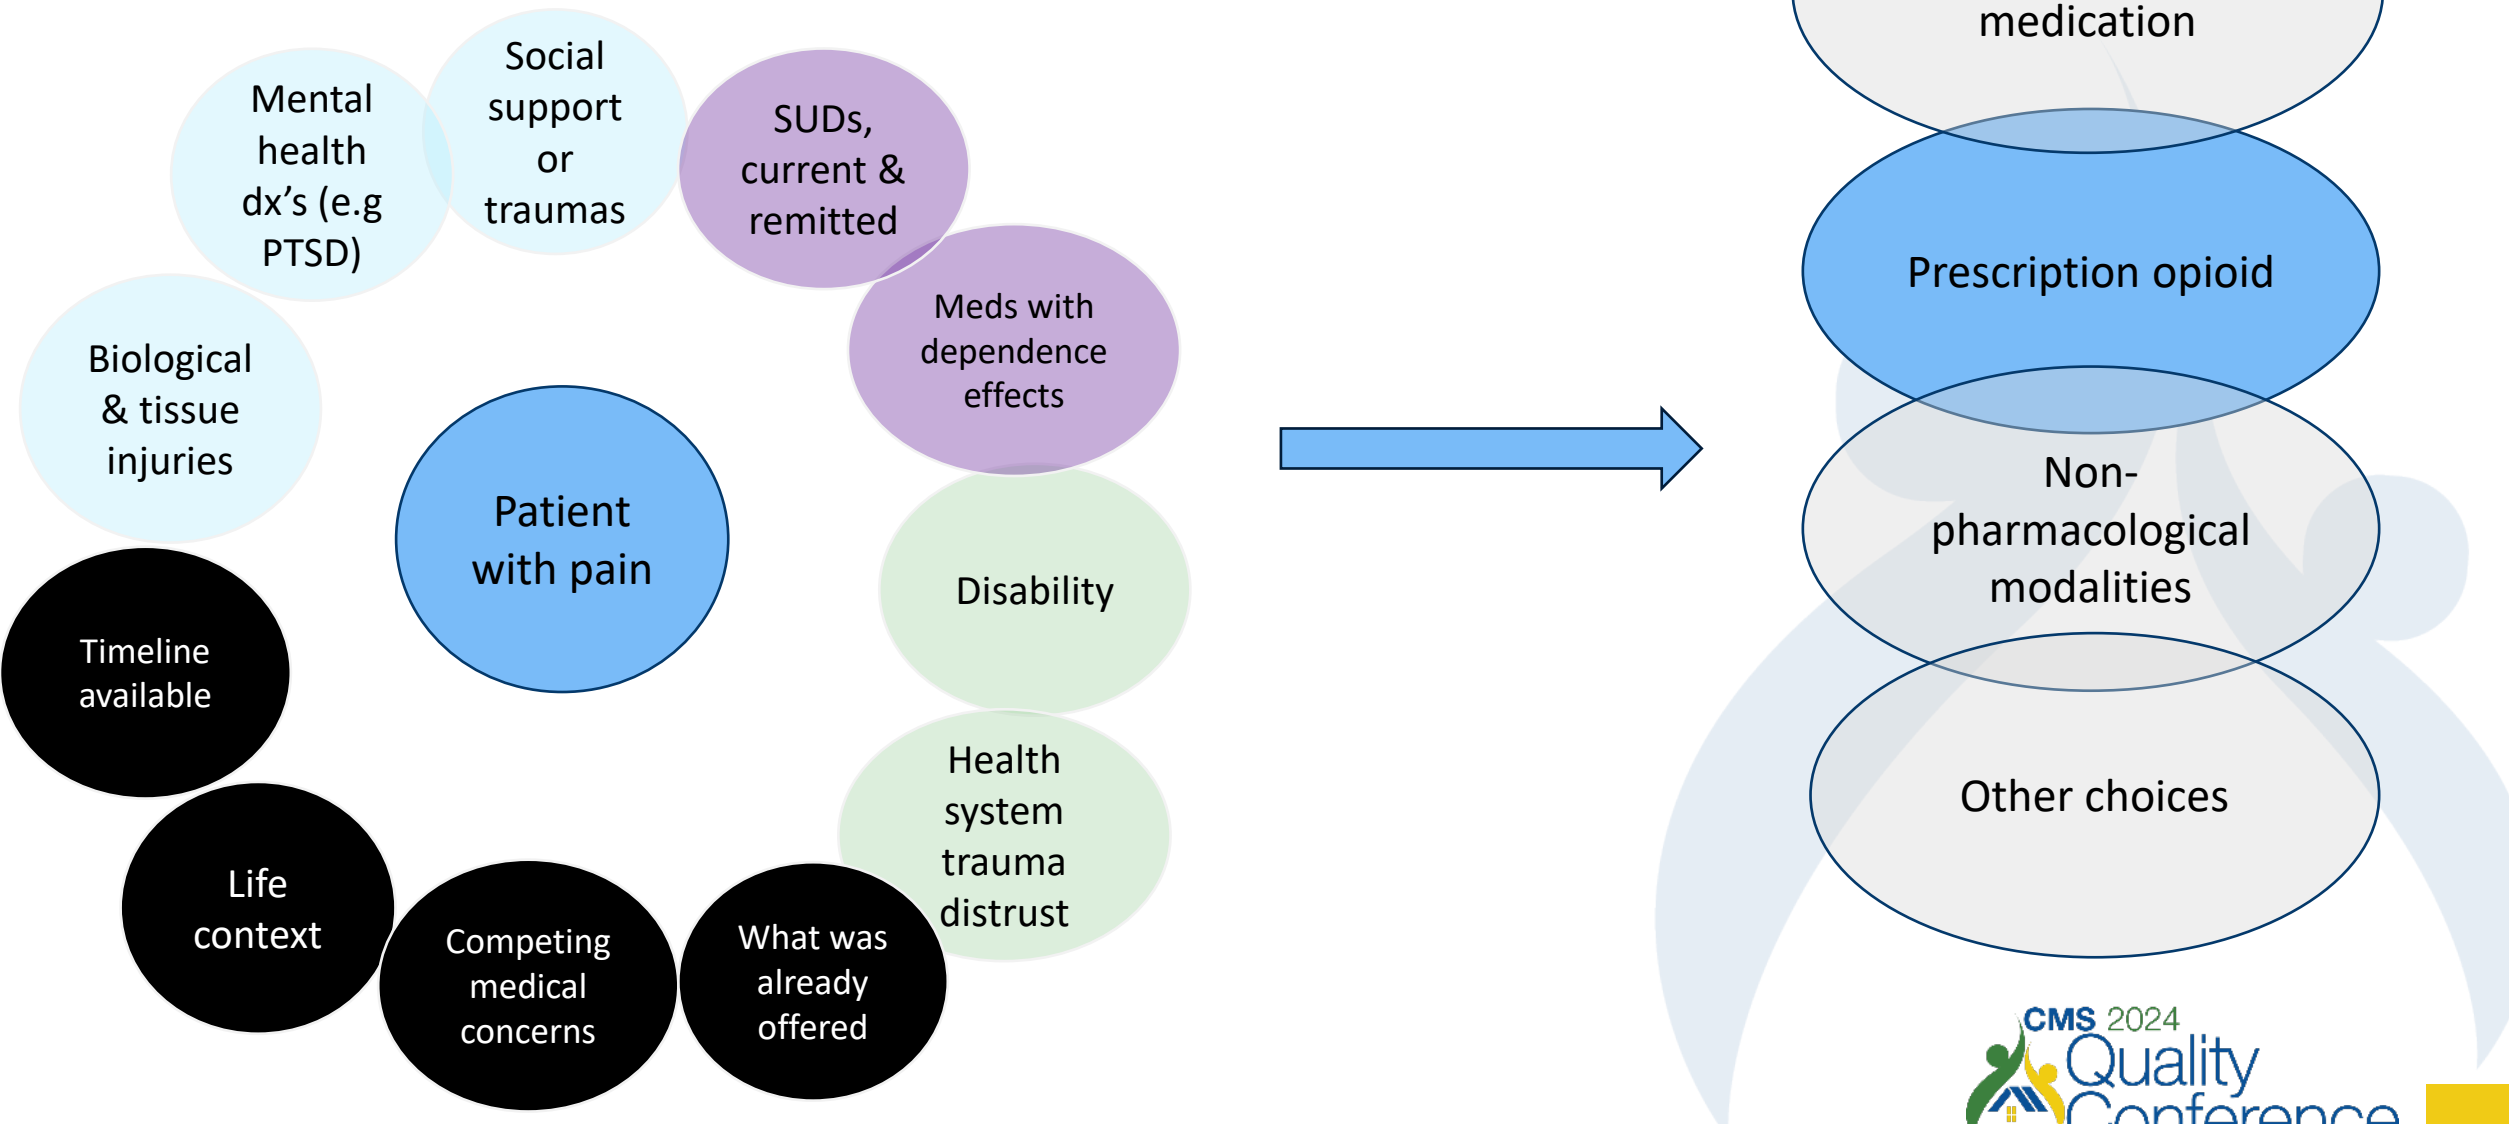 Social
support
or
traumas
Mental
health
dx’s (e.g
PTSD)
SUDs,
current &
remitted
Meds with
dependence
effects
Biological
& tissue
injuries
Patient
with pain
Disability
Timeline
available
Health
system
trauma
distrust
Life
context
Competing
medical
concerns
What was
already
offered
medication
Prescription opioid
Non-
pharmacological
modalities
Other choices
CMS 2024
Quality
Conference